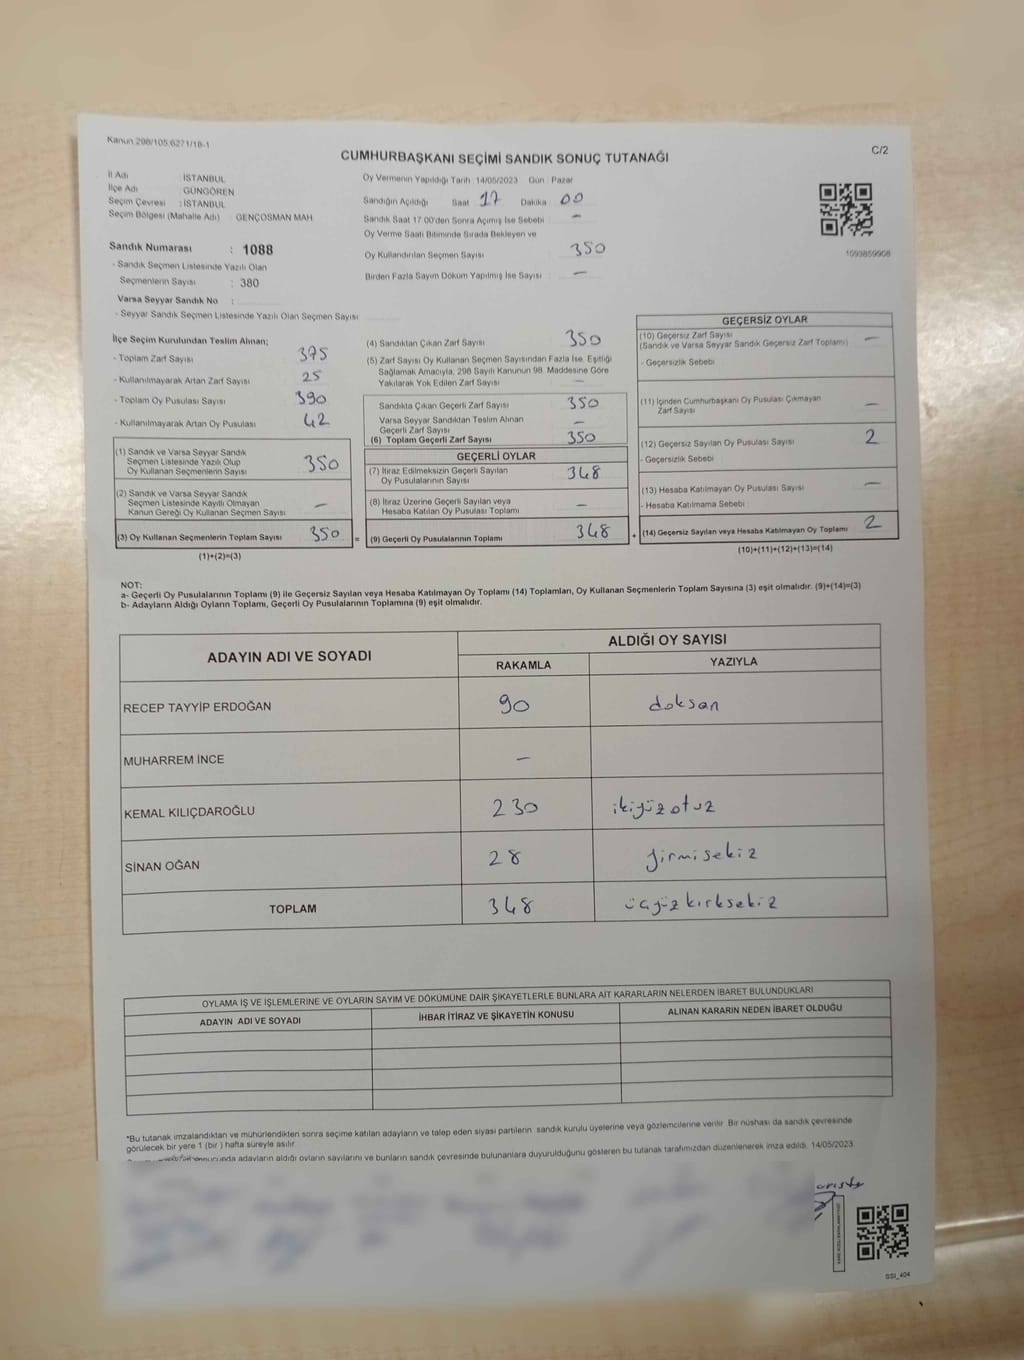 Kanun 298/105,6271/18-1
CUMHURBAŞKANI SEÇİMİ SANDIK SONUÇ TUTANAĞI
C/2
İl Adı : İSTANBUL
İlçe Adı : GÜNGÖREN
Seçim Çevresi : İSTANBUL
Seçim Bölgesi (Mahalle Adı) : GENÇOSMAN MAH.
Oy Vermenin Yapıldığı Tarih : 14/05/2023 Gün : Pazar
Sandığın Açıldığı Saat 17 Dakika 00
Sandık Saat 17:00'den Sonra Açımış İse Sebebi : –
Oy Verme Saati Bitiminde Sırada Bekleyen ve
Oy Kullandırılan Seçmen Sayısı 350
Birden Fazla Sayım Döküm Yapılmış İse Sayısı : –
1093859908
Sandık Numarası : 1088
- Sandık Seçmen Listesinde Yazılı Olan
Seçmenlerin Sayısı : 380
Varsa Seyyar Sandık No :
- Seyyar Sandık Seçmen Listesinde Yazılı Olan Seçmen Sayısı :
İlçe Seçim Kurulundan Teslim Alınan;
- Toplam Zarf Sayısı 375
- Kullanılmayarak Artan Zarf Sayısı 25
- Toplam Oy Pusulası Sayısı 390
- Kullanılmayarak Artan Oy Pusulası 42
(1) Sandık ve Varsa Seyyar Sandık
Seçmen Listesinde Yazılı Olup
Oy Kullanan Seçmenlerin Sayısı 350
(2) Sandık ve Varsa Seyyar Sandık
Seçmen Listesinde Kayıtlı Olmayan
Kanun Gereği Oy Kullanan Seçmen Sayısı –
(3) Oy Kullanan Seçmenlerin Toplam Sayısı 350 =
(1)+(2)=(3)
(4) Sandıktan Çıkan Zarf Sayısı 350
(5) Zarf Sayısı Oy Kullanan Seçmen Sayısından Fazla İse, Eşitliği
Sağlamak Amacıyla, 298 Sayılı Kanunun 98. Maddesine Göre
Yakılarak Yok Edilen Zarf Sayısı –
Sandıkta Çıkan Geçerli Zarf Sayısı 350
Varsa Seyyar Sandıktan Teslim Alınan
Geçerli Zarf Sayısı –
(6) Toplam Geçerli Zarf Sayısı 350
GEÇERLİ OYLAR
(7) İtiraz Edilmeksizin Geçerli Sayılan
Oy Pusulalarının Sayısı 348
(8) İtiraz Üzerine Geçerli Sayılan veya
Hesaba Katılan Oy Pusulası Toplamı –
(9) Geçerli Oy Pusulalarının Toplamı 348 +
GEÇERSİZ OYLAR
(10) Geçersiz Zarf Sayısı
(Sandık ve Varsa Seyyar Sandık Geçersiz Zarf Toplamı) –
- Geçersizlik Sebebi
(11) İçinden Cumhurbaşkanı Oy Pusulası Çıkmayan
Zarf Sayısı –
(12) Geçersiz Sayılan Oy Pusulası Sayısı 2
- Geçersizlik Sebebi
(13) Hesaba Katılmayan Oy Pusulası Sayısı –
- Hesaba Katılmama Sebebi
(14) Geçersiz Sayılan veya Hesaba Katılmayan Oy Toplamı 2
(10)+(11)+(12)+(13)=(14)
NOT:
a- Geçerli Oy Pusulalarının Toplamı (9) ile Geçersiz Sayılan veya Hesaba Katılmayan Oy Toplamı (14) Toplamları, Oy Kullanan Seçmenlerin Toplam Sayısına (3) eşit olmalıdır. (9)+(14)=(3)
b- Adayların Aldığı Oyların Toplamı, Geçerli Oy Pusulalarının Toplamına (9) eşit olmalıdır.
ADAYIN ADI VE SOYADI
ALDIĞI OY SAYISI
RAKAMLA YAZIYLA
RECEP TAYYİP ERDOĞAN 90 doksan
MUHARREM İNCE –
KEMAL KILIÇDAROĞLU 230 ikiyüzotuz
SİNAN OĞAN 28 yirmisekiz
TOPLAM 348 üçyüzkırksekiz
OYLAMA İŞ VE İŞLEMLERİNE VE OYLARIN SAYIM VE DÖKÜMÜNE DAİR ŞİKAYETLERLE BUNLARA AİT KARARLARIN NELERDEN İBARET BULUNDUKLARI
ADAYIN ADI VE SOYADI İHBAR İTİRAZ VE ŞİKAYETİN KONUSU ALINAN KARARIN NEDEN İBARET OLDUĞU
*Bu tutanak imzalandıktan ve mühürlendikten sonra seçime katılan adayların ve talep eden siyasi partilerin sandık kurulu üyelerine veya gözlemcilerine verilir. Bir nüshası da sandık çevresinde
görülecek bir yere 1 (bir ) hafta süreyle asılır.
adayların aldığı oyların sayılarını ve bunların sandık çevresinde bulunanlara duyurulduğunu gösteren bu tutanak tarafımızdan düzenlenerek imza edildi. 14/05/2023
SSI_404